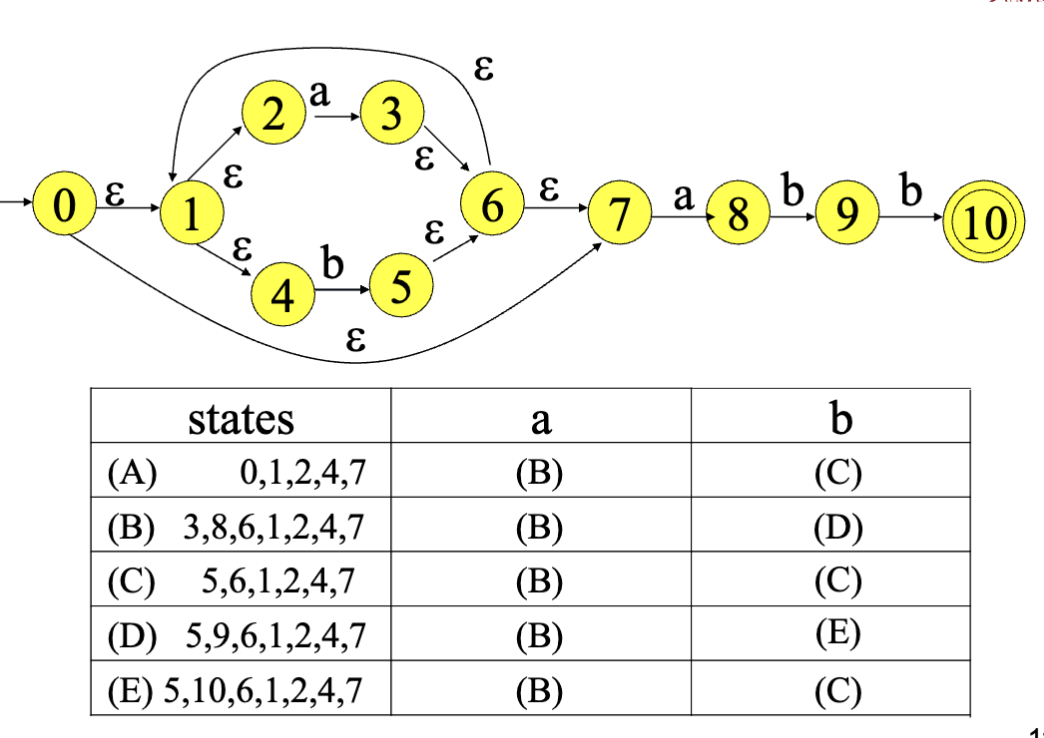 ε
2 a 3
ε ε
0 ε 1 6 ε 7 a 8 b 9 b 10
ε ε
4 b 5
ε
states a b
(A) 0,1,2,4,7 (B) (C)
(B) 3,8,6,1,2,4,7 (B) (D)
(C) 5,6,1,2,4,7 (B) (C)
(D) 5,9,6,1,2,4,7 (B) (E)
(E) 5,10,6,1,2,4,7 (B) (C)